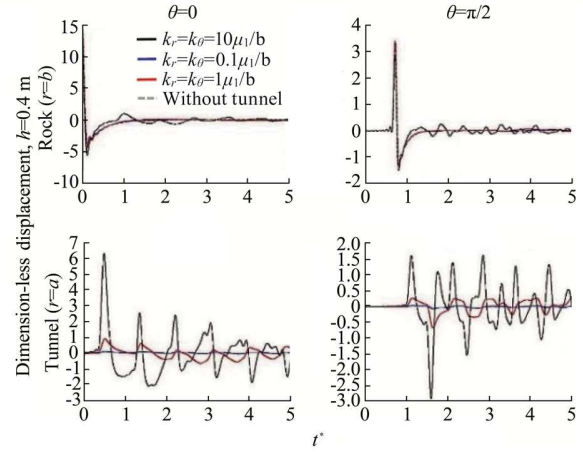 θ=0
θ=π/2
Dimension-less displacement, h=0.4 m
Rock (r=b)
15
10
5
0
-5
-10
kr=kθ=10μ1/b
kr=kθ=0.1μ1/b
kr=kθ=1μ1/b
Without tunnel
0 1 2 3 4 5
4
3
2
1
0
-1
-2
0 1 2 3 4 5
Tunnel (r=a)
7
6
5
4
3
2
1
0
-1
-2
-3
0 1 2 3 4 5
2.0
1.5
1.0
0.5
0
-0.5
-1.0
-1.5
-2.0
-2.5
-3.0
0 1 2 3 4 5
t*